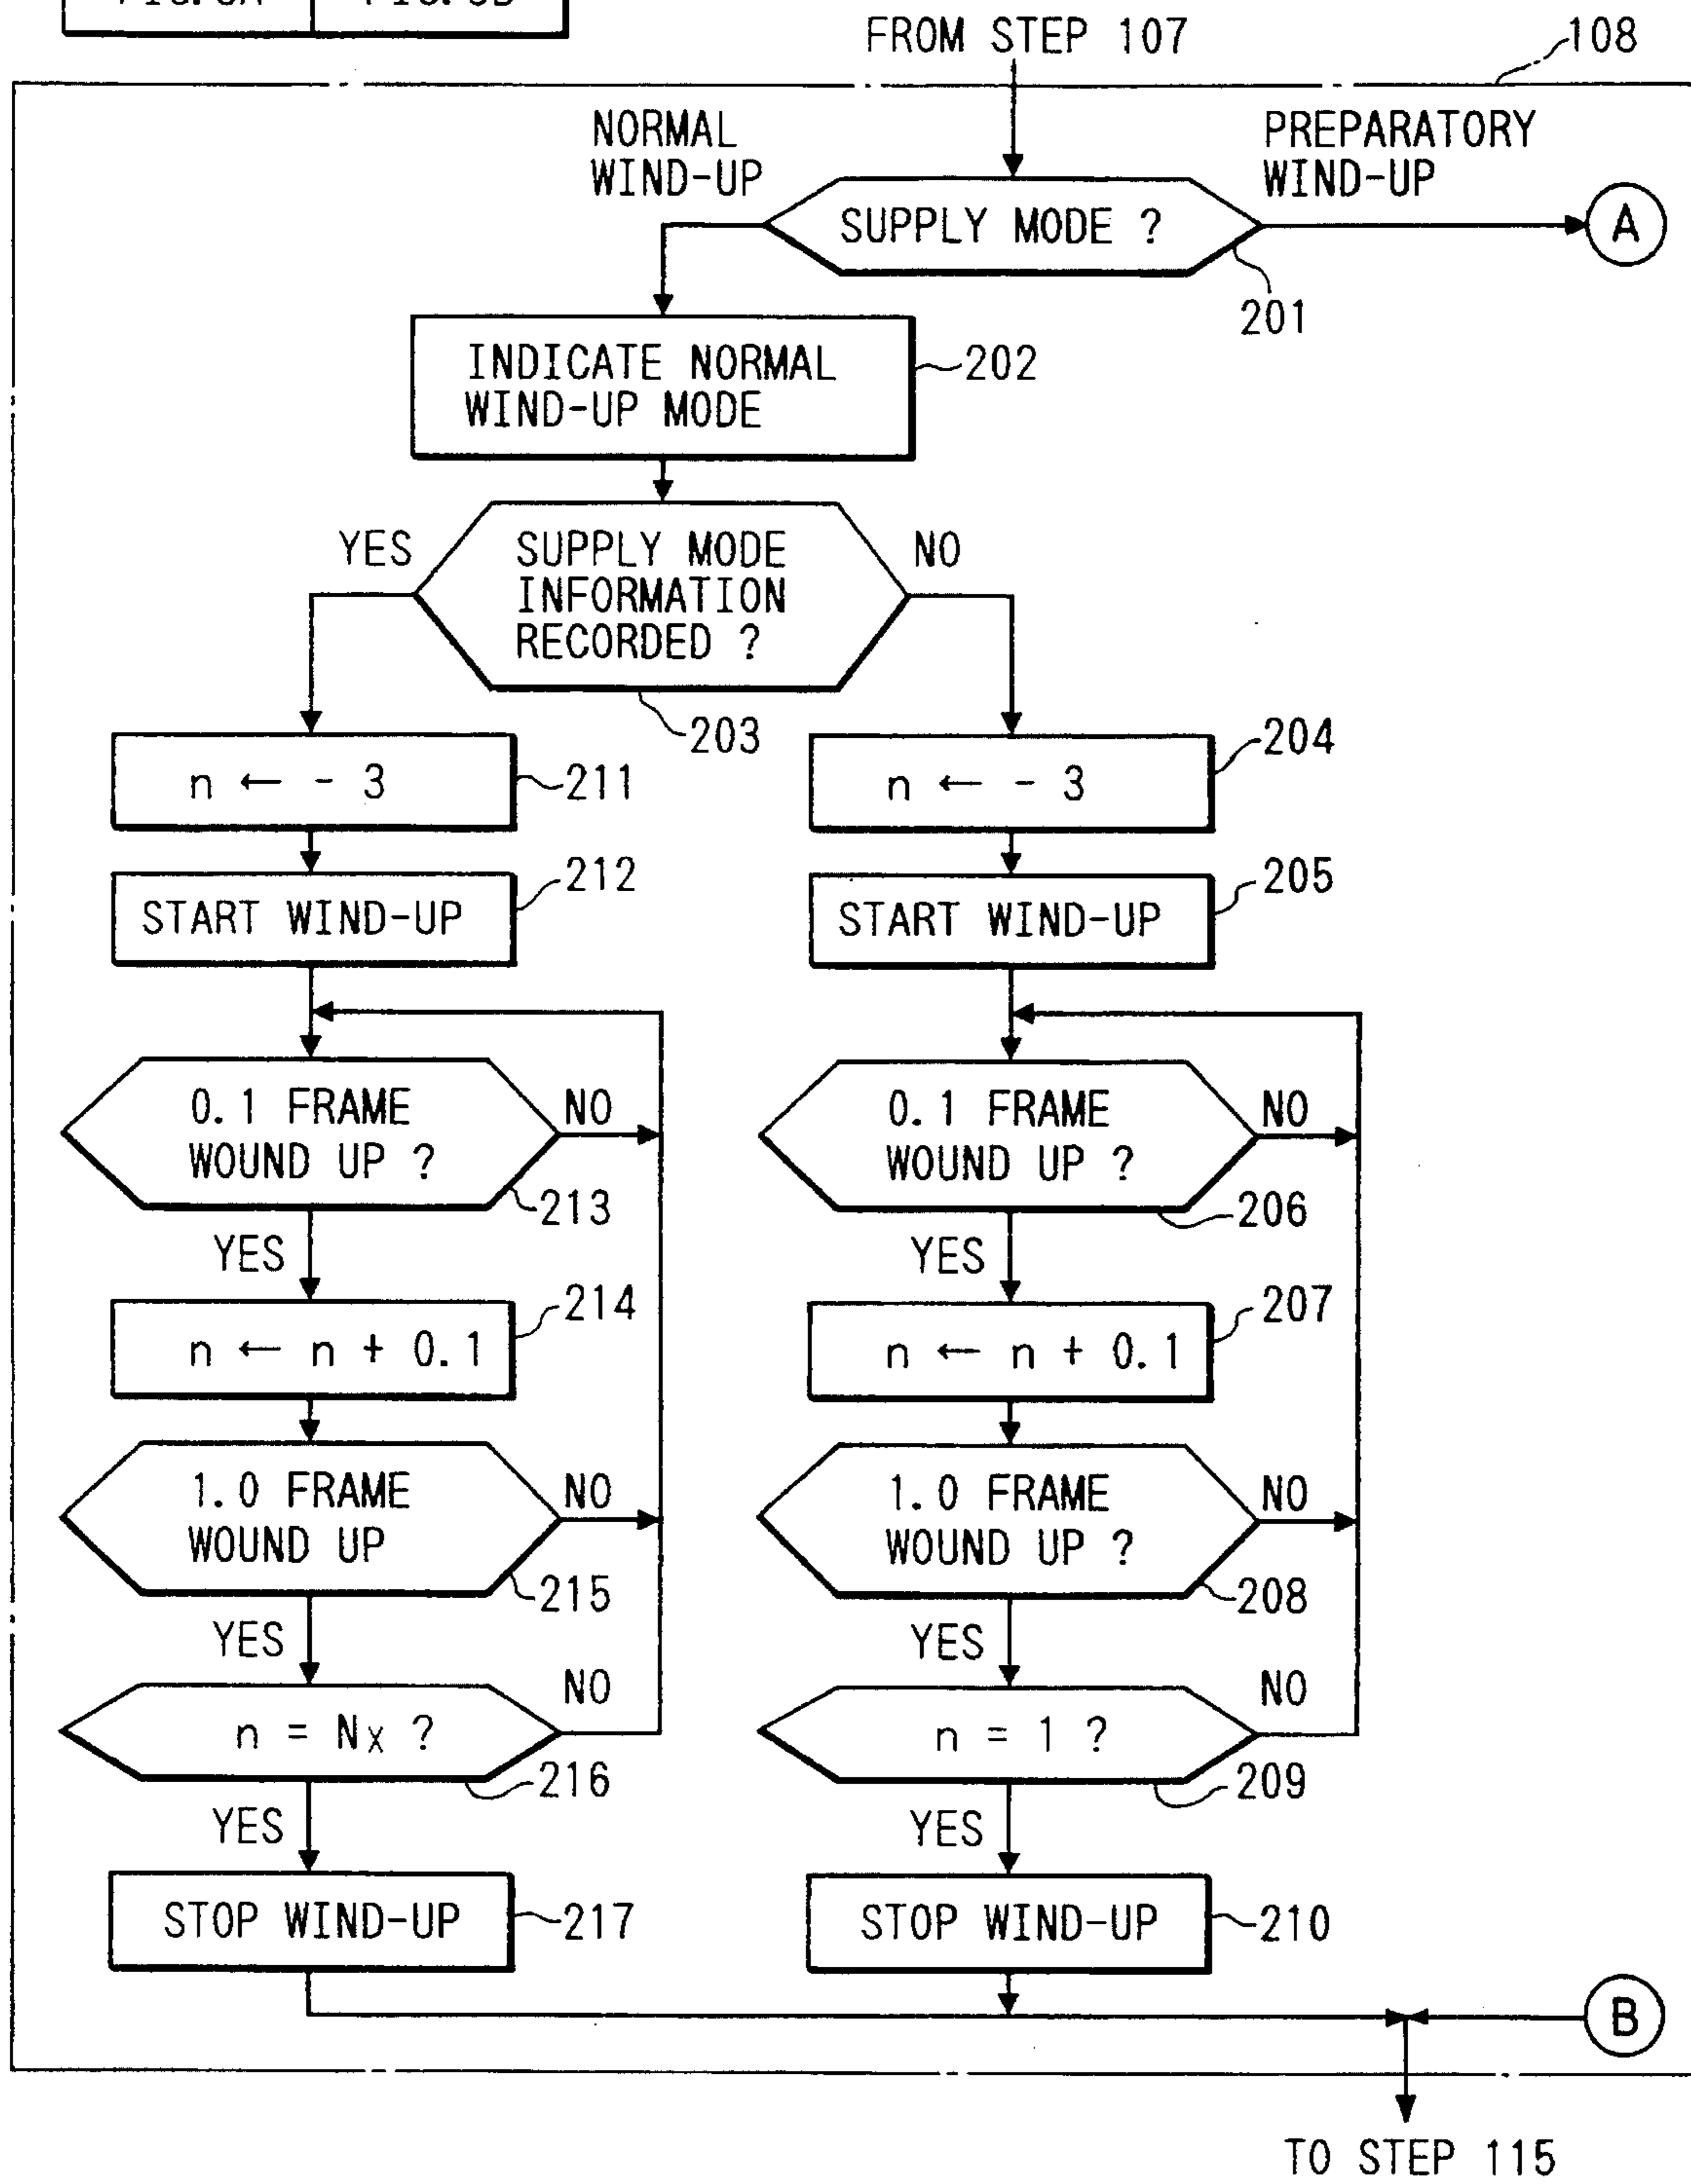 FROM STEP 107
108
NORMAL
WIND-UP
PREPARATORY
WIND-UP
SUPPLY MODE ?
A
201
INDICATE NORMAL
WIND-UP MODE
202
YES
SUPPLY MODE
INFORMATION
RECORDED ?
NO
203
n ← - 3
211
n ← - 3
204
START WIND-UP
212
START WIND-UP
205
0.1 FRAME
WOUND UP ?
NO
213
0.1 FRAME
WOUND UP ?
NO
206
YES
YES
n ← n + 0.1
214
n ← n + 0.1
207
1.0 FRAME
WOUND UP
NO
215
1.0 FRAME
WOUND UP ?
NO
208
YES
YES
n = NX ?
NO
216
n = 1 ?
NO
209
YES
YES
STOP WIND-UP
217
STOP WIND-UP
210
B
TO STEP 115